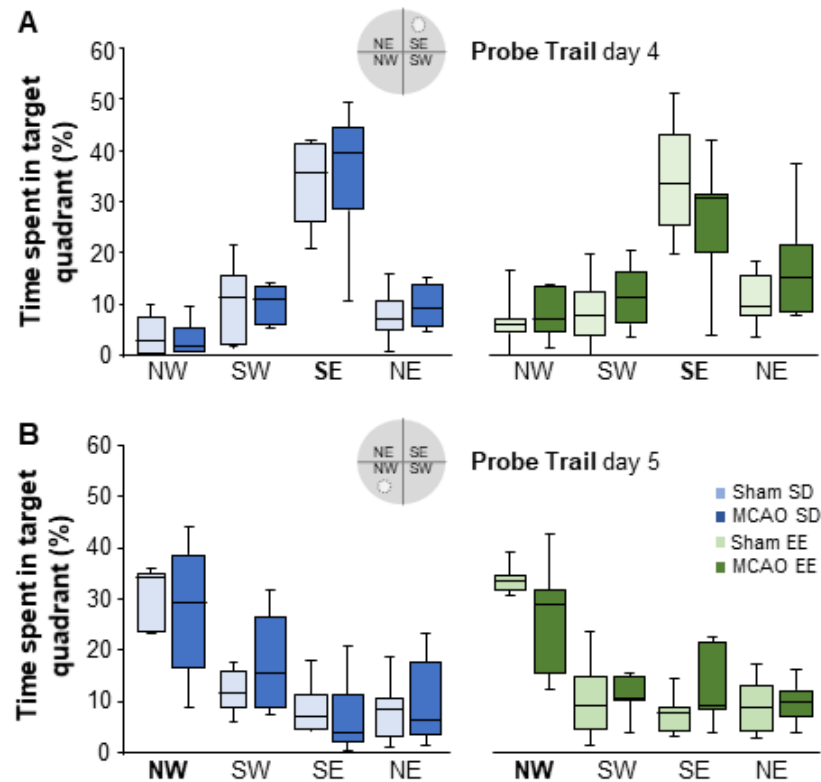 A
NE SE
NW SW
Probe Trail day 4
Time spent in target
quadrant (%)
60
50
40
30
20
10
0
NW SW SE NE
NW SW SE NE
B
NE SE
NW SW
Probe Trail day 5
Time spent in target
quadrant (%)
60
50
40
30
20
10
0
Sham SD
MCAO SD
Sham EE
MCAO EE
NW SW SE NE
NW SW SE NE